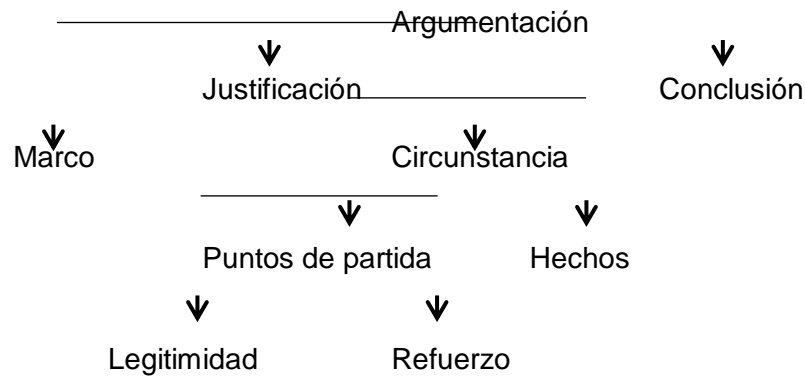 Argumentación
Justificación Conclusión
Marco Circunstancia
Puntos de partida Hechos
Legitimidad Refuerzo